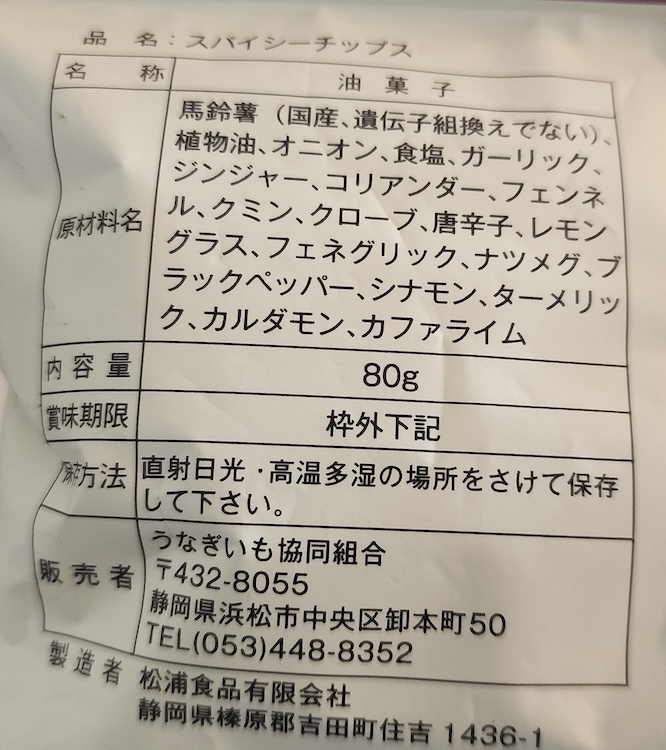 品名:スパイシーチップス
名称 油菓子
原材料名 馬鈴薯(国産、遺伝子組換えでない)、
植物油、オニオン、食塩、ガーリック、
ジンジャー、コリアンダー、フェンネ
ル、クミン、クローブ、唐辛子、レモン
グラス、フェネグリック、ナツメグ、ブ
ラックペッパー、シナモン、ターメリッ
ク、カルダモン、カファライム
内容量 80g
賞味期限 枠外下記
保存方法 直射日光・高温多湿の場所をさけて保存
して下さい。
販売者 うなぎいも協同組合
〒432-8055
静岡県浜松市中央区卸本町50
TEL(053)448-8352
製造者 松浦食品有限会社
静岡県榛原郡吉田町住吉1436-1